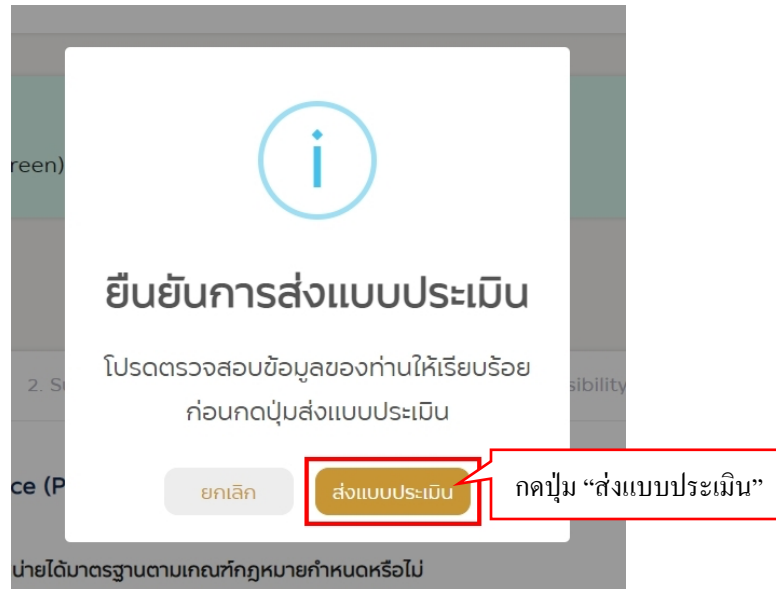 reen)
i
ยืนยันการส่งแบบประเมิน
โปรดตรวจสอบข้อมูลของท่านให้เรียบร้อย
ก่อนกดปุ่มส่งแบบประเมิน
2. S
sibility
ce (P
ยกเลิก
ส่งแบบประเมิน
กดปุ่ม “ส่งแบบประเมิน”
น่ายได้มาตรฐานตามเกณฑ์กฎหมายกำหนดหรือไม่